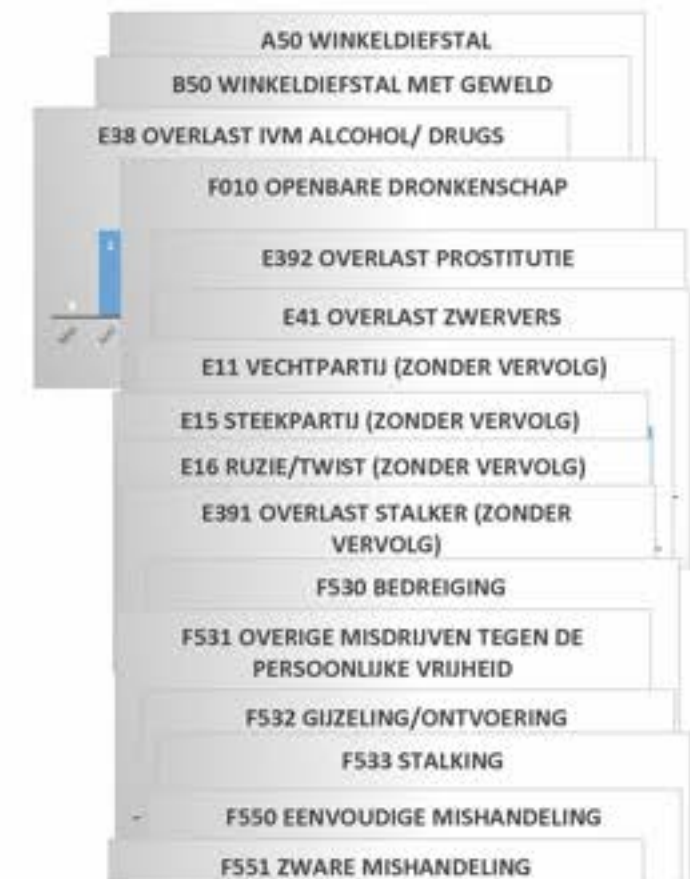 A50 WINKELDIEFSTAL
B50 WINKELDIEFSTAL MET GEWELD
E38 OVERLAST IVM ALCOHOL/ DRUGS
F010 OPENBARE DRONKENSCHAP
E392 OVERLAST PROSTITUTIE
E41 OVERLAST ZWERVERS
E11 VECHTPARTIJ (ZONDER VERVOLG)
E15 STEEKPARTIJ (ZONDER VERVOLG)
E16 RUZIE/TWIST (ZONDER VERVOLG)
E391 OVERLAST STALKER (ZONDER
VERVOLG)
F530 BEDREIGING
F531 OVERIGE MISDRIJVEN TEGEN DE
PERSOONLIJKE VRIJHEID
F532 GIJZELING/ONTVOERING
F533 STALKING
F550 EENVOUDIGE MISHANDELING
F551 ZWARE MISHANDELING